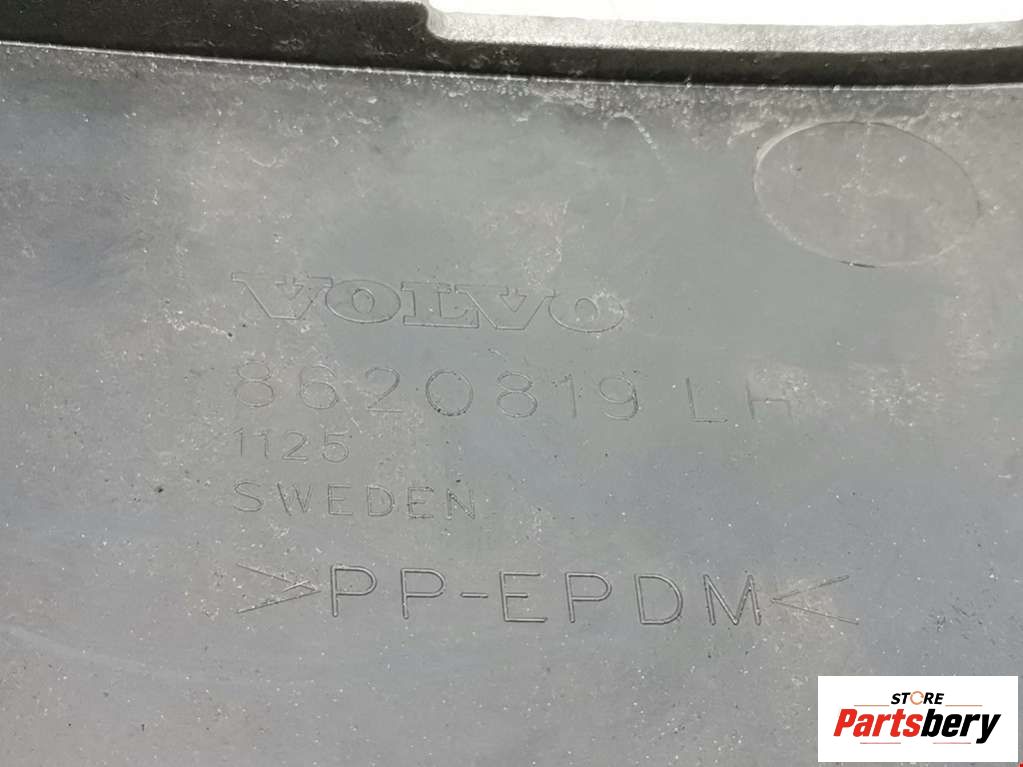 VOLVO
8620819 LH
1125
SWEDEN
>PP-EPDM<
STORE
Partsbery